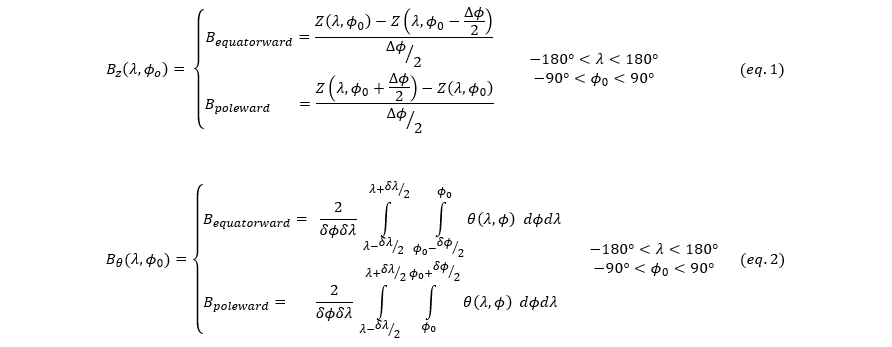 B_z(λ, ϕ_o) = { B_equatorward = (Z(λ, ϕ_0) − Z(λ, ϕ_0 − Δϕ/2)) / (Δϕ/2)
B_poleward = (Z(λ, ϕ_0 + Δϕ/2) − Z(λ, ϕ_0)) / (Δϕ/2)
−180° < λ < 180°
−90° < ϕ_0 < 90°
(eq. 1)
B_θ(λ, ϕ_0) = { B_equatorward = 2/(δϕδλ) ∫_{λ−δλ/2}^{λ+δλ/2} ∫_{ϕ_0−δϕ/2}^{ϕ_0} θ(λ, ϕ) dϕdλ
B_poleward = 2/(δϕδλ) ∫_{λ−δλ/2}^{λ+δλ/2} ∫_{ϕ_0}^{ϕ_0+δϕ/2} θ(λ, ϕ) dϕdλ
−180° < λ < 180°
−90° < ϕ_0 < 90°
(eq. 2)